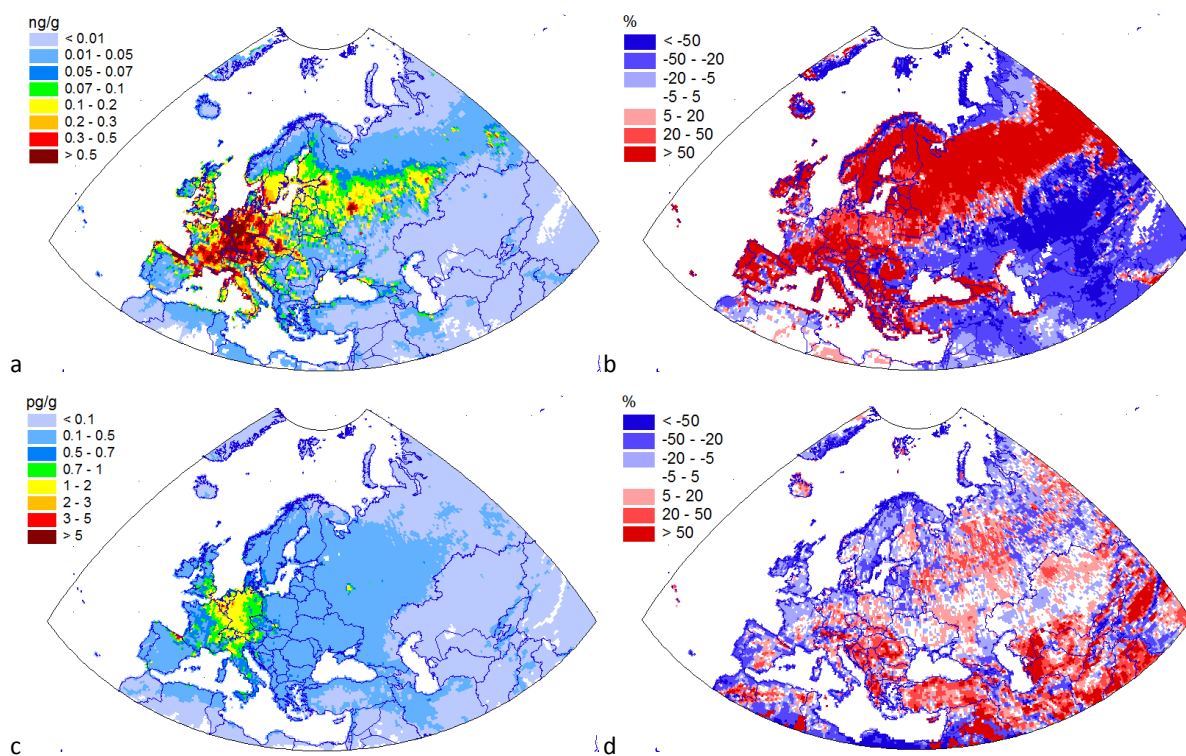 ng/g
< 0.01
0.01 - 0.05
0.05 - 0.07
0.07 - 0.1
0.1 - 0.2
0.2 - 0.3
0.3 - 0.5
> 0.5
a
%
< -50
-50 - -20
-20 - -5
-5 - 5
5 - 20
20 - 50
> 50
b
pg/g
< 0.1
0.1 - 0.5
0.5 - 0.7
0.7 - 1
1 - 2
2 - 3
3 - 5
> 5
c
%
< -50
-50 - -20
-20 - -5
-5 - 5
5 - 20
20 - 50
> 50
d